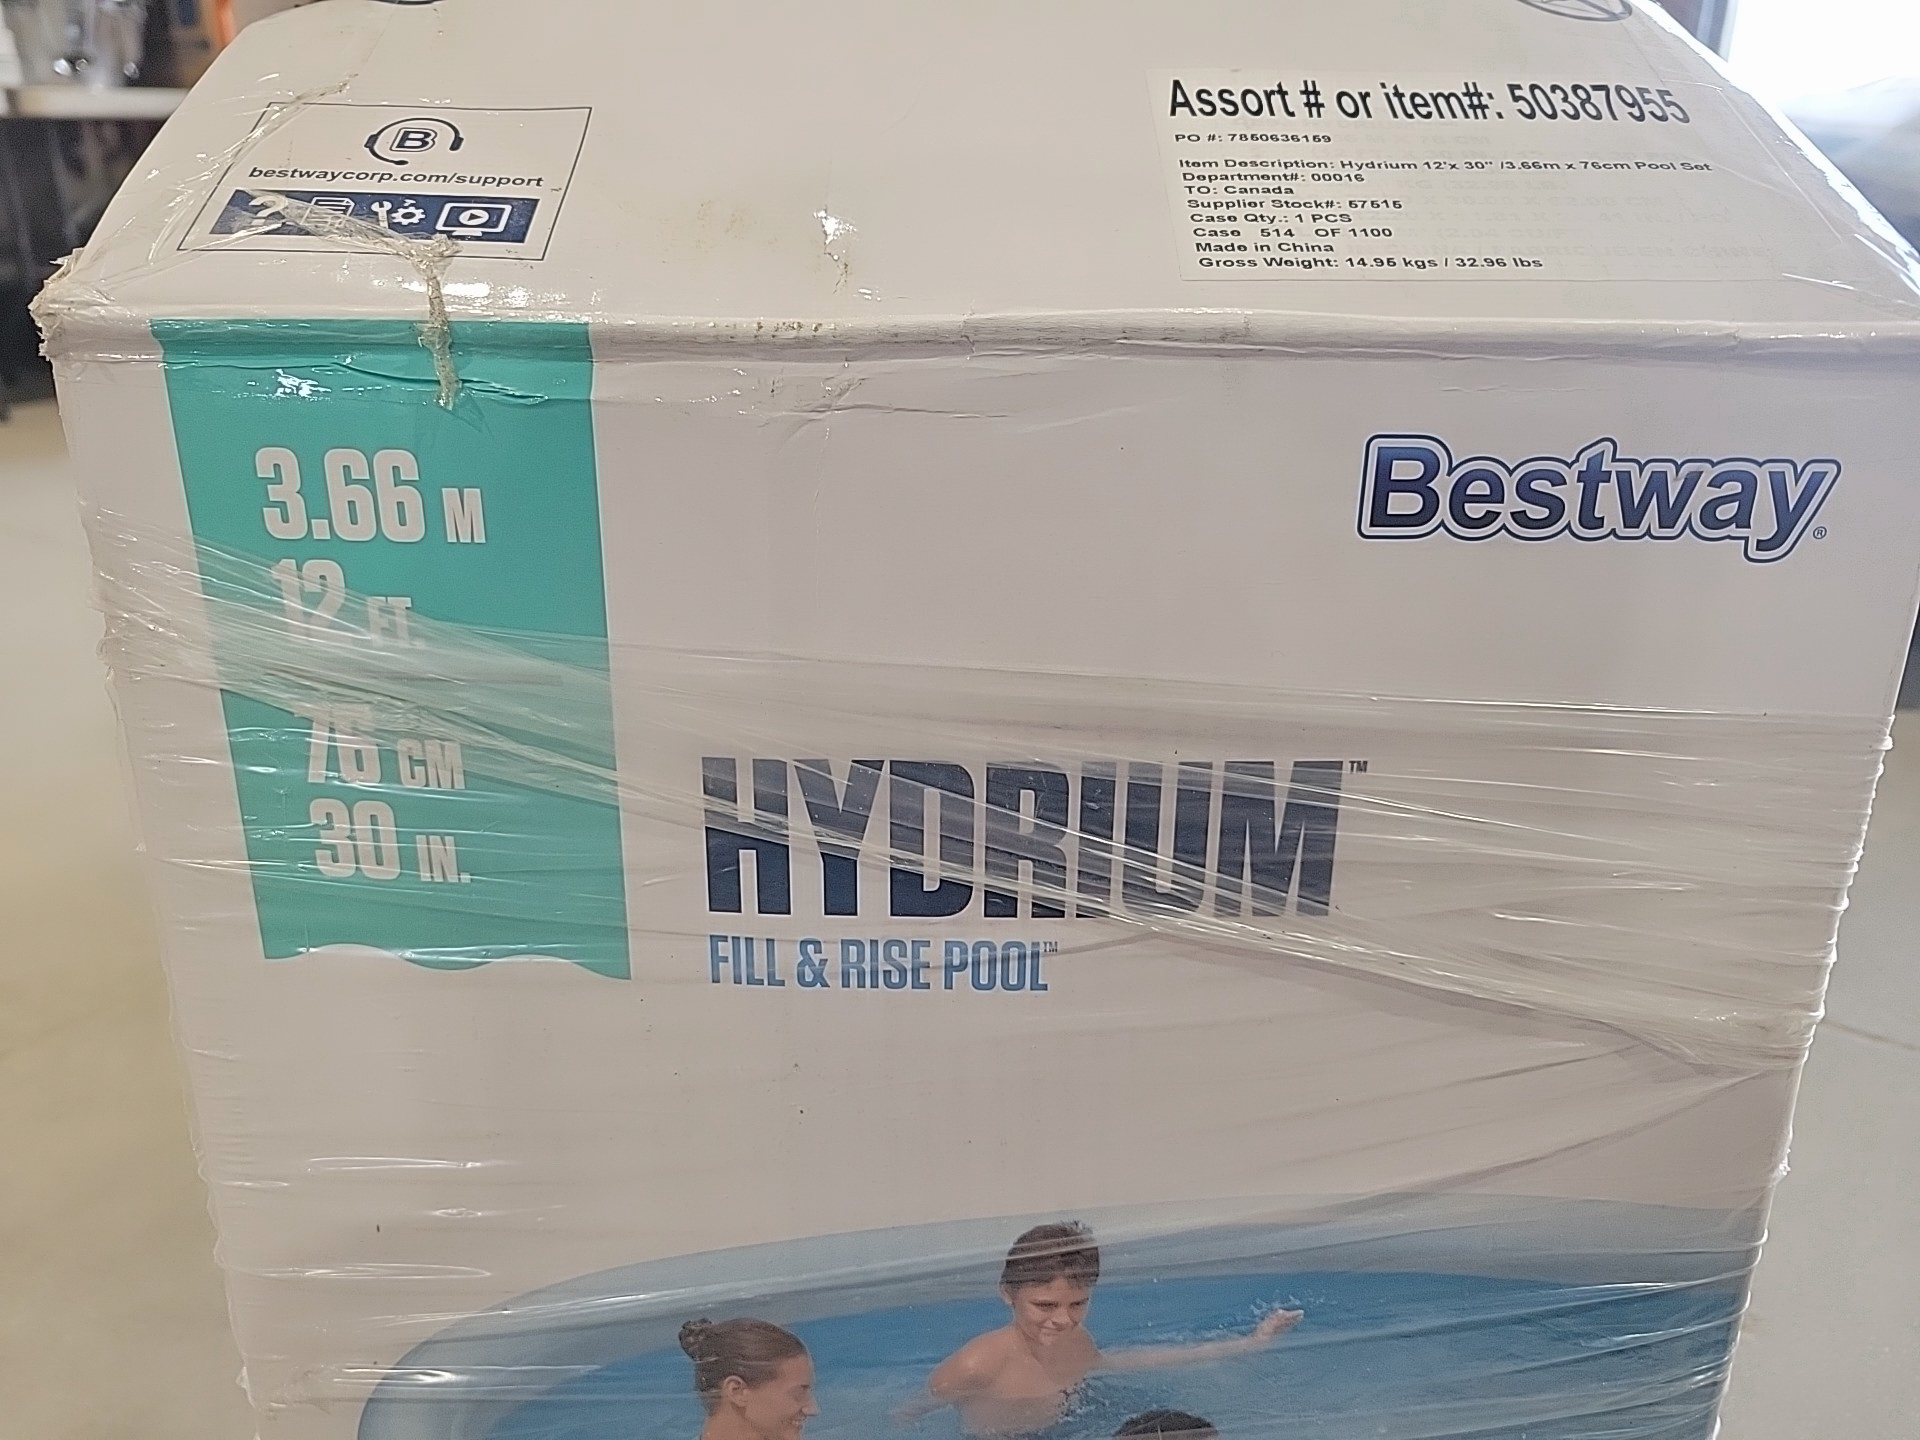 B
bestwaycorp.com/support
?
Assort # or item#: 50387955
PO #: 7850636159
Item Description: Hydrium 12'x 30" /3.66m x 76cm Pool Set
Department#: 00016
TO: Canada
Supplier Stock#: 57515
Case Qty.: 1 PCS
Case 514 OF 1100
Made in China
Gross Weight: 14.95 kgs / 32.96 lbs
3.66 M
12 FT.
76 CM
30 IN.
Bestway®
HYDRIUM™
FILL & RISE POOL™